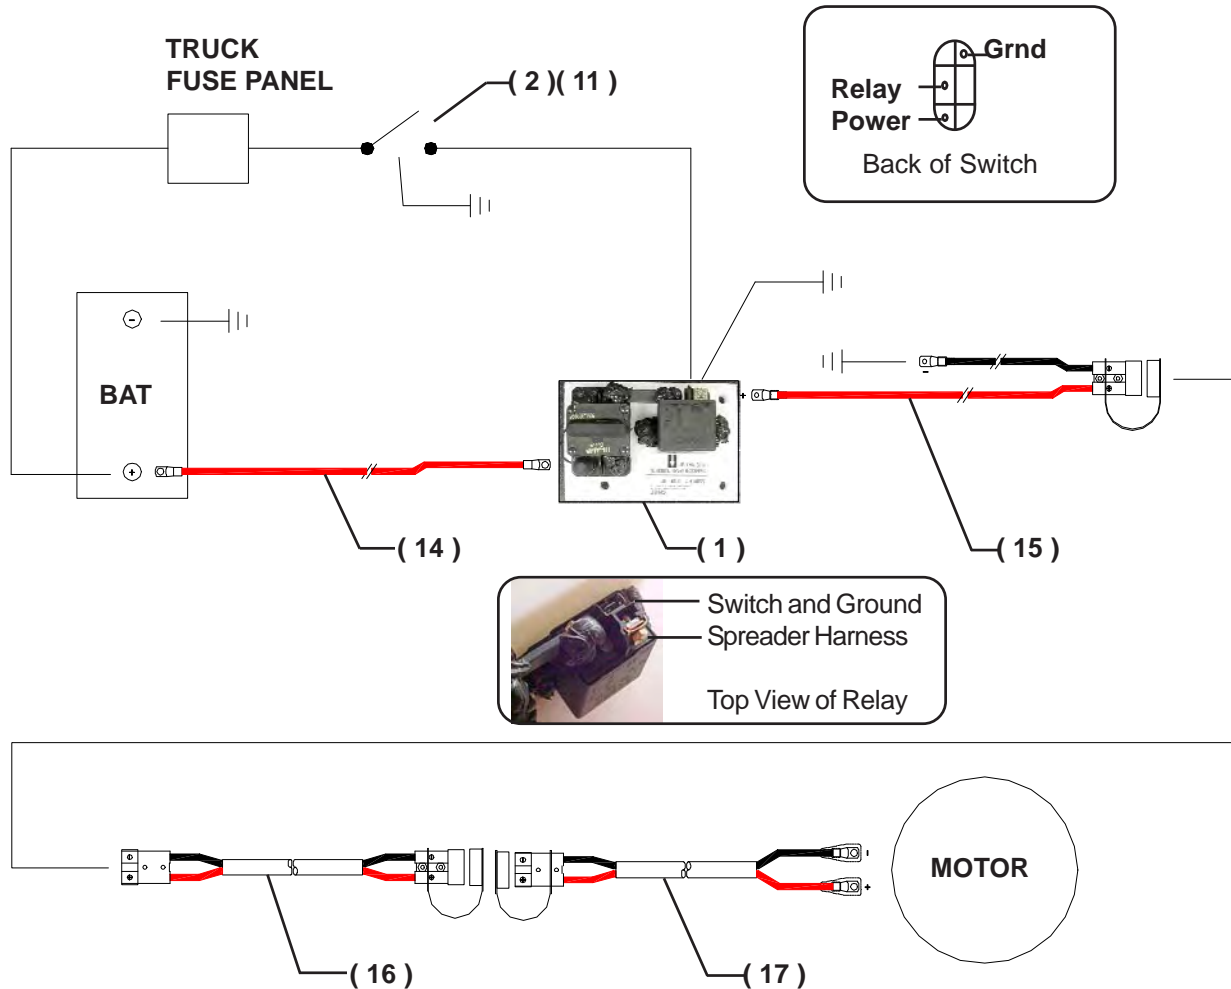 TRUCK
FUSE PANEL
( 2 )( 11 )
Grnd
Relay
Power
Back of Switch
-
BAT
+
+
-
( 14 )
( 1 )
( 15 )
Switch and Ground
Spreader Harness
Top View of Relay
-
MOTOR
+
( 16 )
( 17 )